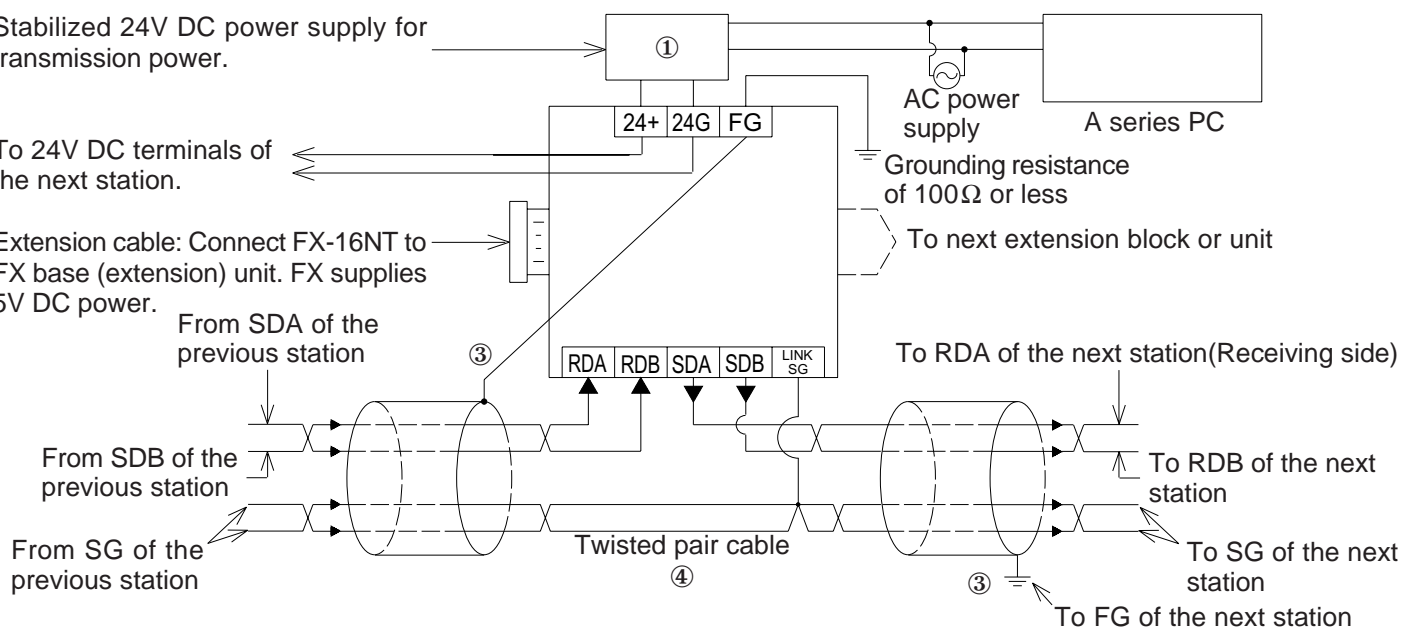 Stabilized 24V DC power supply for
transmission power.
①
AC power
supply
A series PC
24+ 24G FG
To 24V DC terminals of
the next station.
Grounding resistance
of 100Ω or less
Extension cable: Connect FX-16NT to
FX base (extension) unit. FX supplies
5V DC power.
To next extension block or unit
From SDA of the
previous station
③
RDA RDB SDA SDB LINK
SG
To RDA of the next station(Receiving side)
From SDB of the
previous station
To RDB of the next
station
From SG of the
previous station
Twisted pair cable
④
③
To SG of the next
station
To FG of the next station